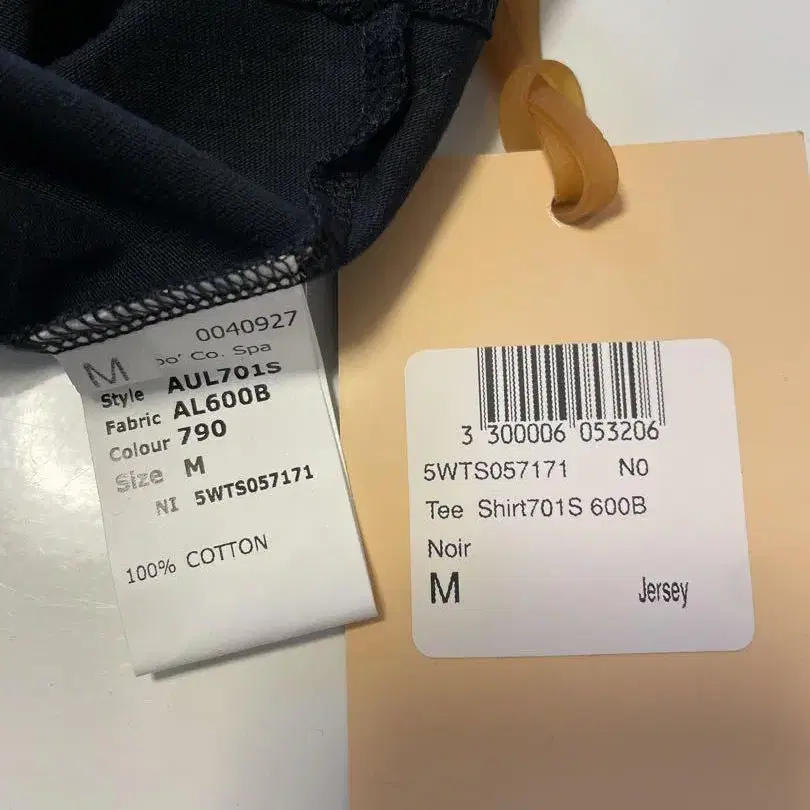 0040927
M
Co. Spa
Style AUL701S
Fabric AL600B
Colour 790
Size M
NI 5WTS057171
100% COTTON
3 300006 053206
5WTS057171 N0
Tee Shirt701S 600B
Noir
M Jersey